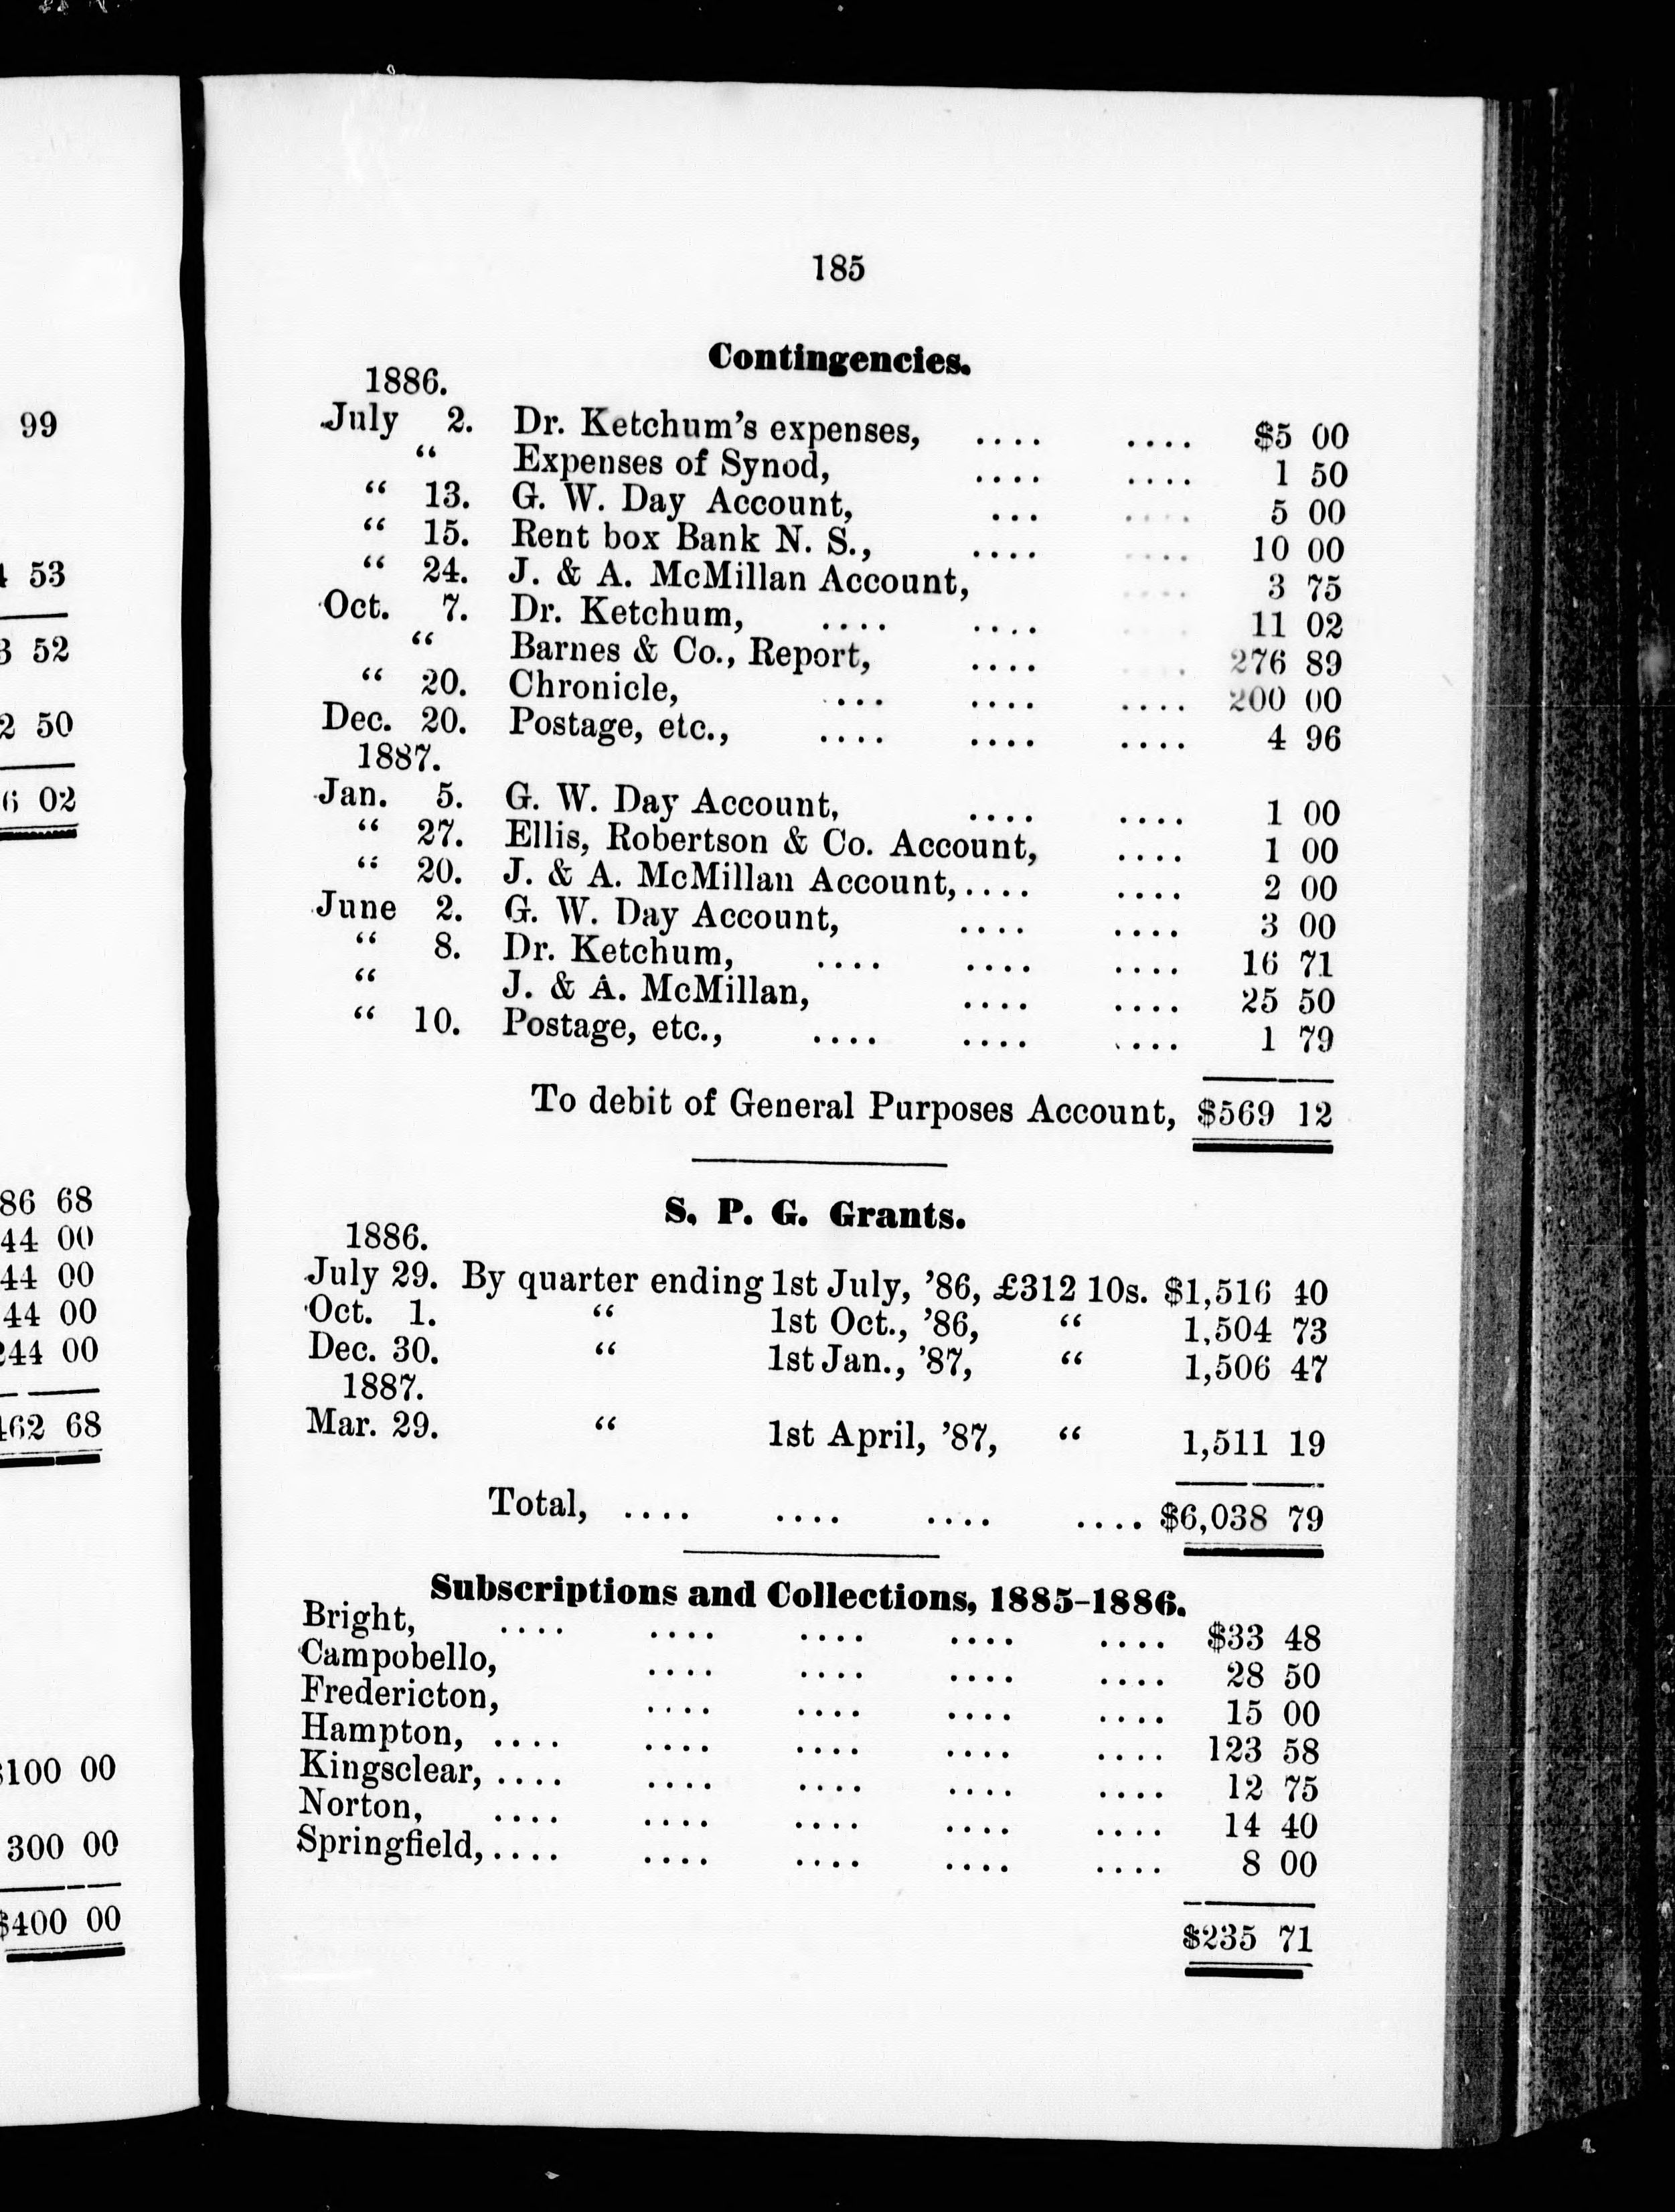 99
53
52
2 50
6 02
86 68
44 00
44 00
44 00
244 00
462 68
$100 00
300 00
$400 00
185
Contingencies.
1886.
July 2. Dr. Ketchum's expenses, .... .... $5 00
“ Expenses of Synod, .... .... 1 50
“ 13. G. W. Day Account, ... .... 5 00
“ 15. Rent box Bank N. S., .... .... 10 00
“ 24. J. & A. McMillan Account, .... 3 75
Oct. 7. Dr. Ketchum, .... .... .... 11 02
“ Barnes & Co., Report, .... .... 276 89
“ 20. Chronicle, ... .... .... 200 00
Dec. 20. Postage, etc., .... .... .... 4 96
1887.
Jan. 5. G. W. Day Account, .... .... 1 00
“ 27. Ellis, Robertson & Co. Account, .... 1 00
“ 20. J. & A. McMillan Account, .... .... 2 00
June 2. G. W. Day Account, .... .... 3 00
“ 8. Dr. Ketchum, .... .... .... 16 71
“ J. & A. McMillan, .... .... 25 50
“ 10. Postage, etc., .... .... .... 1 79
To debit of General Purposes Account, $569 12
S. P. G. Grants.
1886.
July 29. By quarter ending 1st July, '86, £312 10s. $1,516 40
Oct. 1. “ 1st Oct., '86, “ 1,504 73
Dec. 30. “ 1st Jan., '87, “ 1,506 47
1887.
Mar. 29. “ 1st April, '87, “ 1,511 19
Total, .... .... .... .... $6,038 79
Subscriptions and Collections, 1885-1886.
Bright, .... .... .... .... .... $33 48
Campobello, .... .... .... .... 28 50
Fredericton, .... .... .... .... 15 00
Hampton, .... .... .... .... .... 123 58
Kingsclear, .... .... .... .... .... 12 75
Norton, .... .... .... .... .... 14 40
Springfield, .... .... .... .... .... 8 00
$235 71